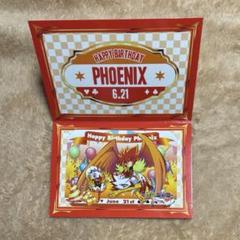 HAPPY BIRTHDAY
PHOENIX
6.21
Happy Birthday Phoenix
June 21st